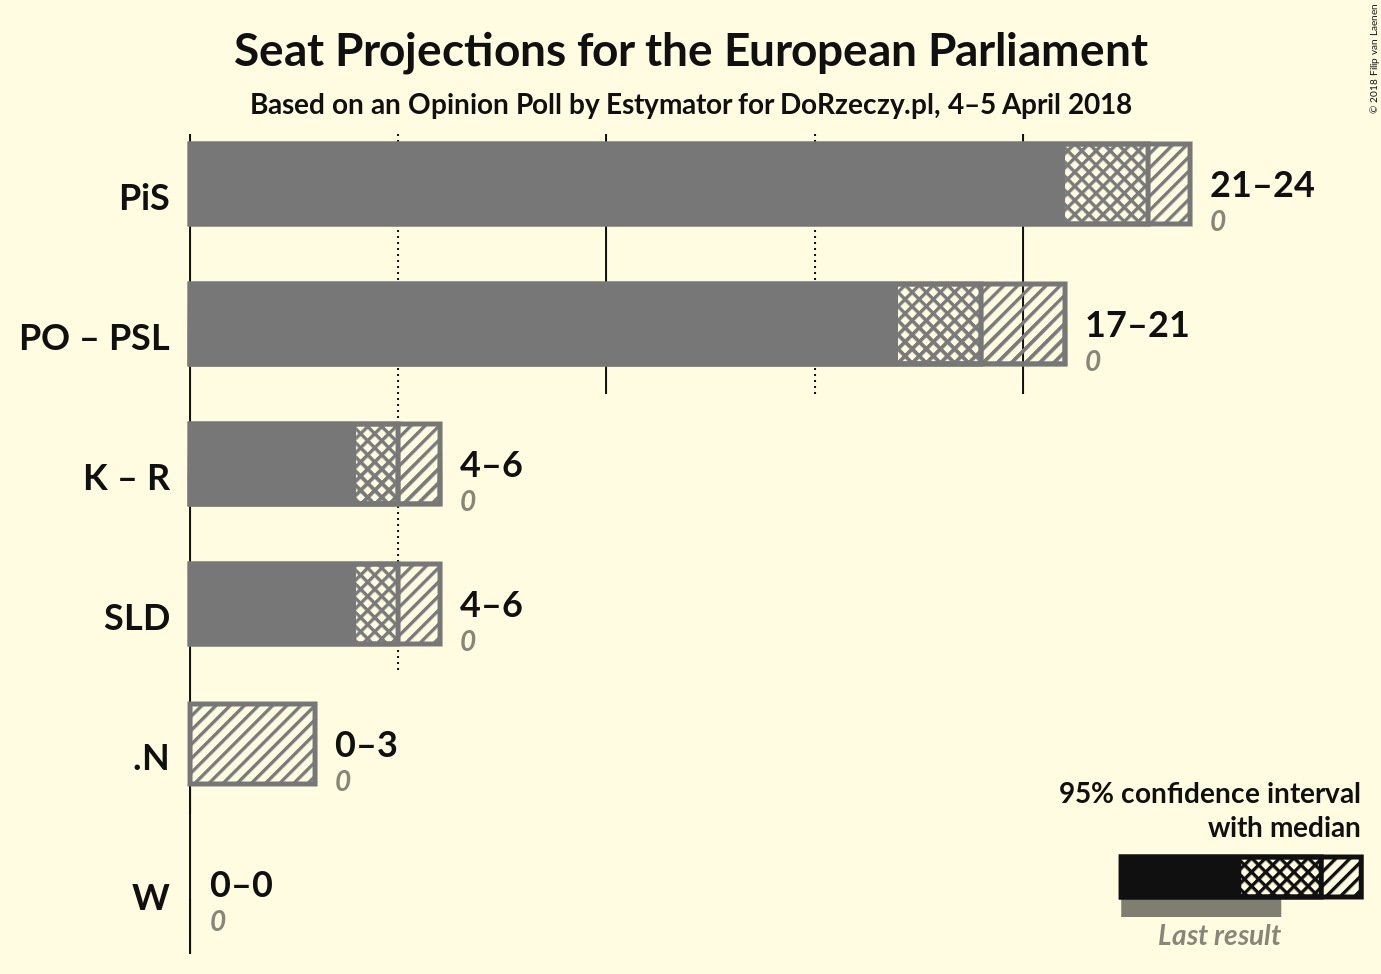 Seat Projections for the European Parliament
Based on an Opinion Poll by Estymator for DoRzeczy.pl, 4–5 April 2018
© 2018 Filip van Laenen
PiS
21–24
0
PO – PSL
17–21
0
K – R
4–6
0
SLD
4–6
0
.N
0–3
0
W
0–0
0
95% confidence interval
with median
Last result